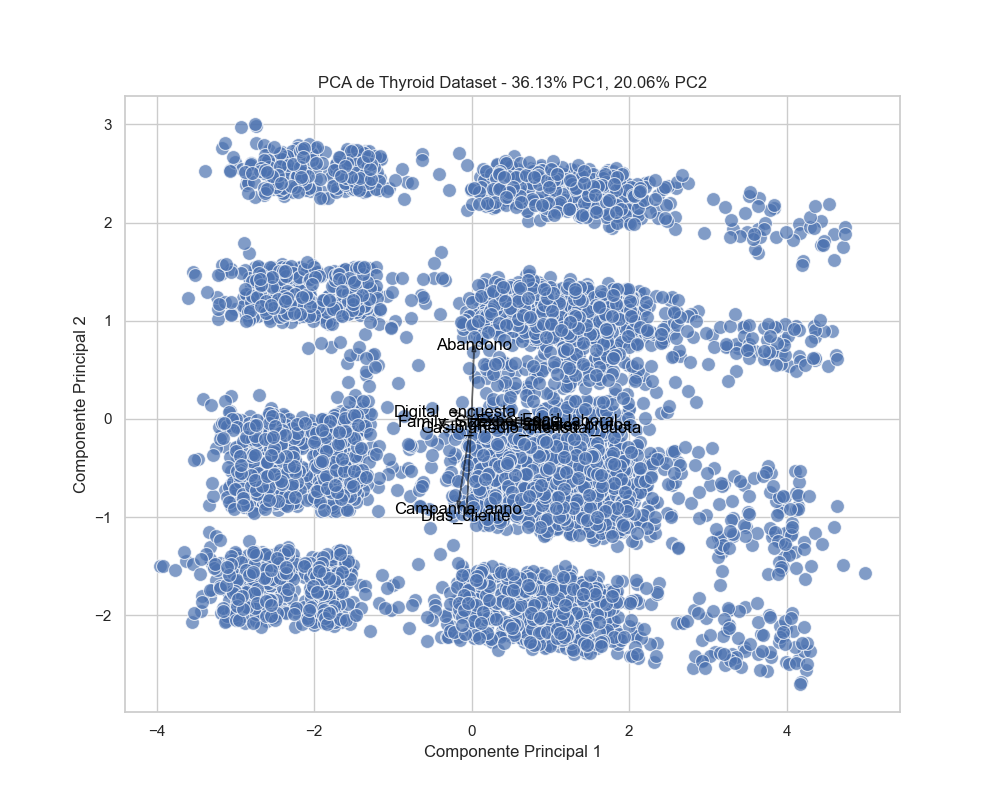 PCA de Thyroid Dataset - 36.13% PC1, 20.06% PC2
3
2
1
0
−1
−2
Componente Principal 2
Abandono
Digital_encuesta
Campanha_anno
Dias_cliente
−4
−2
0
2
4
Componente Principal 1